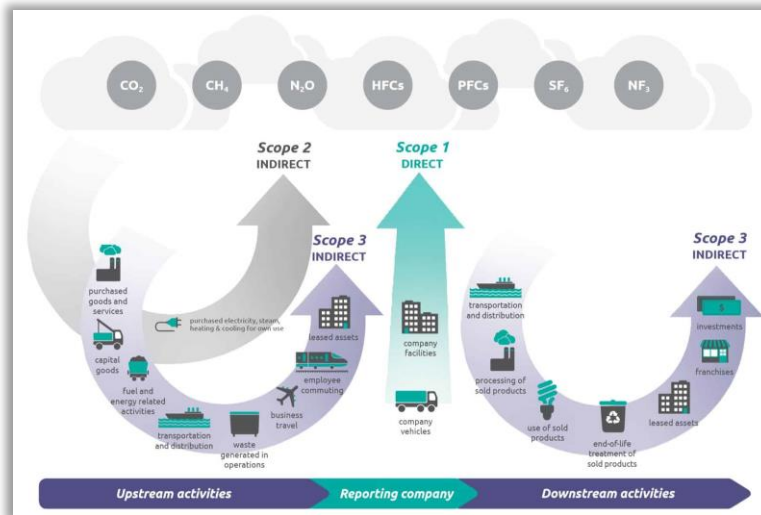 CO₂ CH₄ N₂O HFCs PFCs SF₆ NF₃
Scope 2
INDIRECT
Scope 1
DIRECT
Scope 3
INDIRECT
Scope 3
INDIRECT
purchased
goods and
services
capital
goods
fuel and
energy related
activities
purchased electricity, steam,
heating & cooling for own use
transportation
and distribution
waste
generated in
operations
business
travel
employee
commuting
leased assets
company
facilities
company
vehicles
transportation
and distribution
processing of
sold products
use of sold
products
end-of-life
treatment of
sold products
leased assets
franchises
$
investments
Upstream activities
Reporting company
Downstream activities